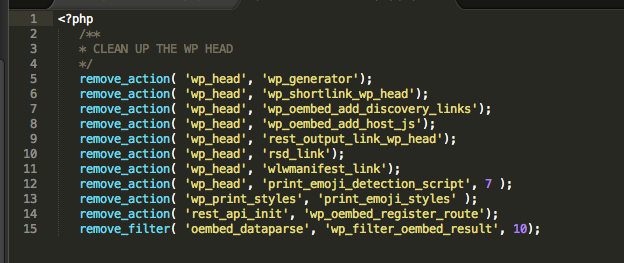 1 <?php
2 /**
3 * CLEAN UP THE WP HEAD
4 */
5 remove_action( 'wp_head', 'wp_generator');
6 remove_action( 'wp_head', 'wp_shortlink_wp_head');
7 remove_action( 'wp_head', 'wp_oembed_add_discovery_links');
8 remove_action( 'wp_head', 'wp_oembed_add_host_js');
9 remove_action( 'wp_head', 'rest_output_link_wp_head');
10 remove_action( 'wp_head', 'rsd_link');
11 remove_action( 'wp_head', 'wlwmanifest_link');
12 remove_action( 'wp_head', 'print_emoji_detection_script', 7 );
13 remove_action( 'wp_print_styles', 'print_emoji_styles' );
14 remove_action( 'rest_api_init', 'wp_oembed_register_route');
15 remove_filter( 'oembed_dataparse', 'wp_filter_oembed_result', 10);